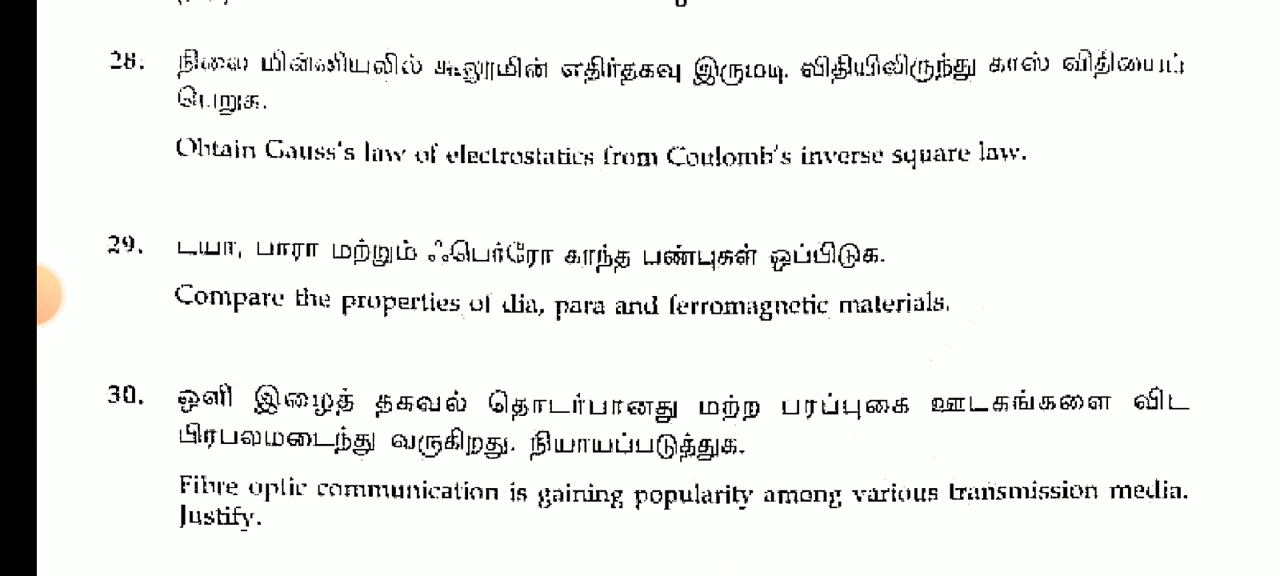 28. நிலை மின்னியலில் கூலூமின் எதிர்தகவு இருமடி விதியிலிருந்து காஸ் விதியைப்
பெறுக.
Obtain Gauss's law of electrostatics from Coulomb's inverse square law.
29. டயா, பாரா மற்றும் ஃபெர்ரோ காந்த பண்புகள் ஒப்பிடுக.
Compare the properties of dia, para and ferromagnetic materials.
30. ஒளி இழைத் தகவல் தொடர்பானது மற்ற பரப்புகை ஊடகங்களை விட
பிரபலமடைந்து வருகிறது. நியாயப்படுத்துக.
Fibre optic communication is gaining popularity among various transmission media.
Justify.